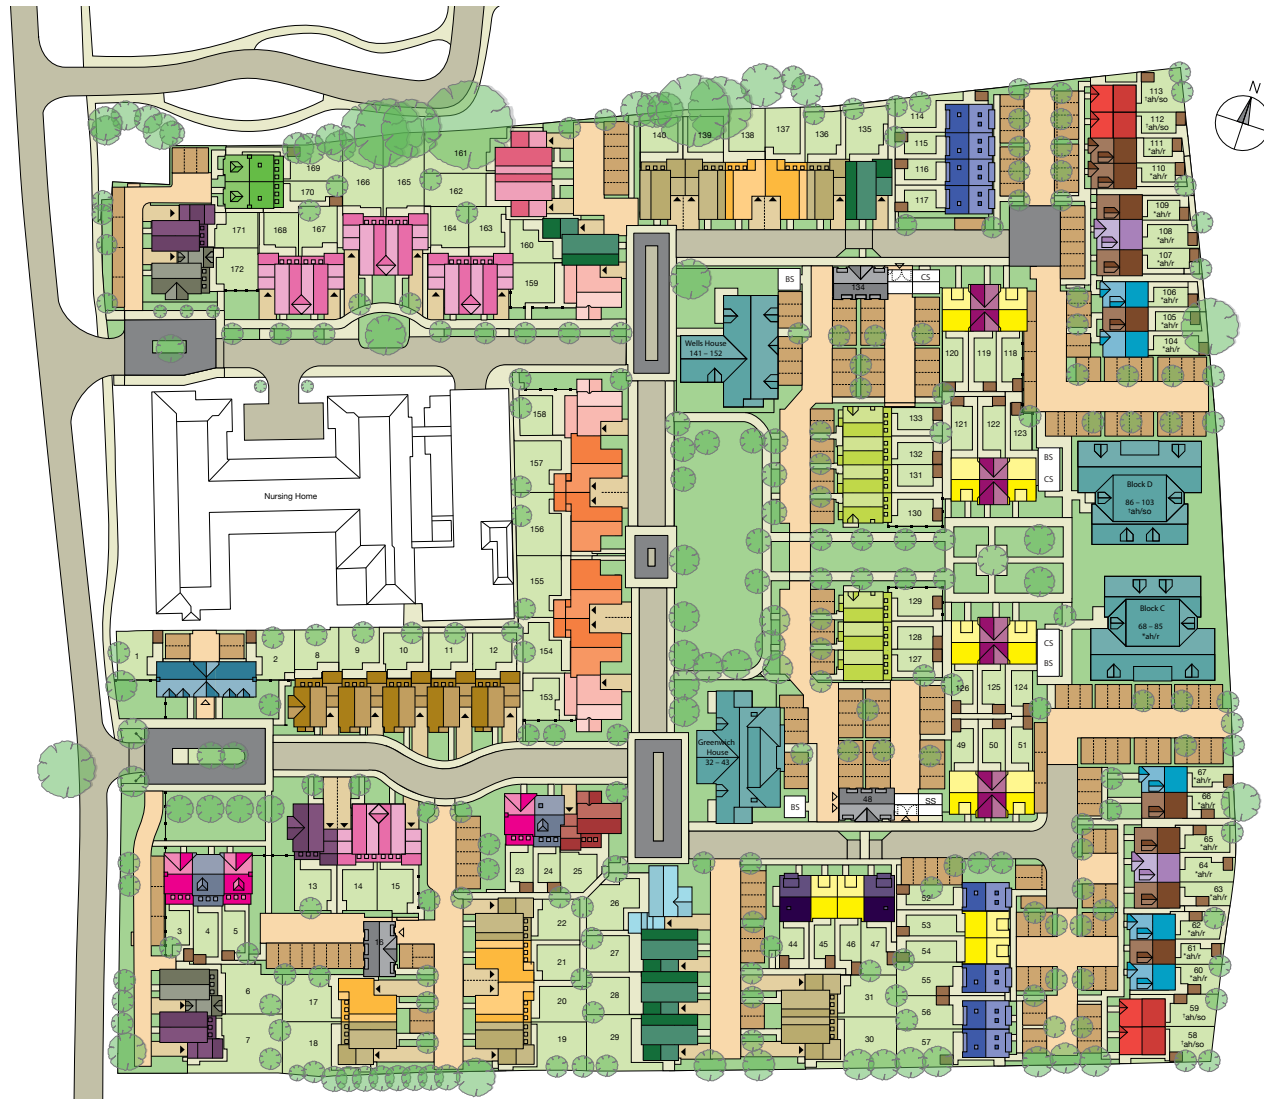 N
113
†ah/so
112
†ah/so
111
*ah/r
110
*ah/r
109
*ah/r
108
*ah/r
107
*ah/r
106
*ah/r
105
*ah/r
104
*ah/r
140
139
138
137
136
135
114
115
116
117
161
162
169
170
166
165
171
168
167
164
163
160
172
159
BS
134
CS
Wells House
141 – 152
120
119
118
158
157
156
155
154
153
133
132
131
130
121
122
123
BS
CS
Block D
86 – 103
†ah/so
Nursing Home
129
128
127
Block C
68 – 85
*ah/r
CS
BS
126
125
124
1
2
8
9
10
11
12
Greenwich
House
32 – 43
BS
48
SS
49
50
51
67
*ah/r
66
*ah/r
65
*ah/r
64
*ah/r
63
*ah/r
62
*ah/r
61
*ah/r
60
*ah/r
59
†ah/so
58
†ah/so
3
4
5
13
14
15
16
23
24
25
26
22
27
21
28
20
29
19
6
7
17
18
44
45
46
47
52
53
54
55
56
57
31
30